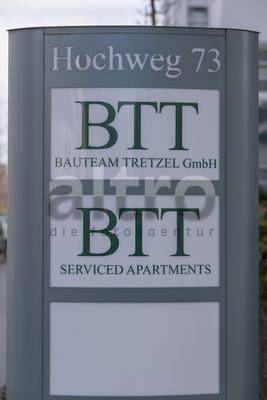 Hochweg 73
BTT
BAUTEAM TRETZEL GmbH
altro
BTT
die fotoagentur
SERVICED APARTMENTS